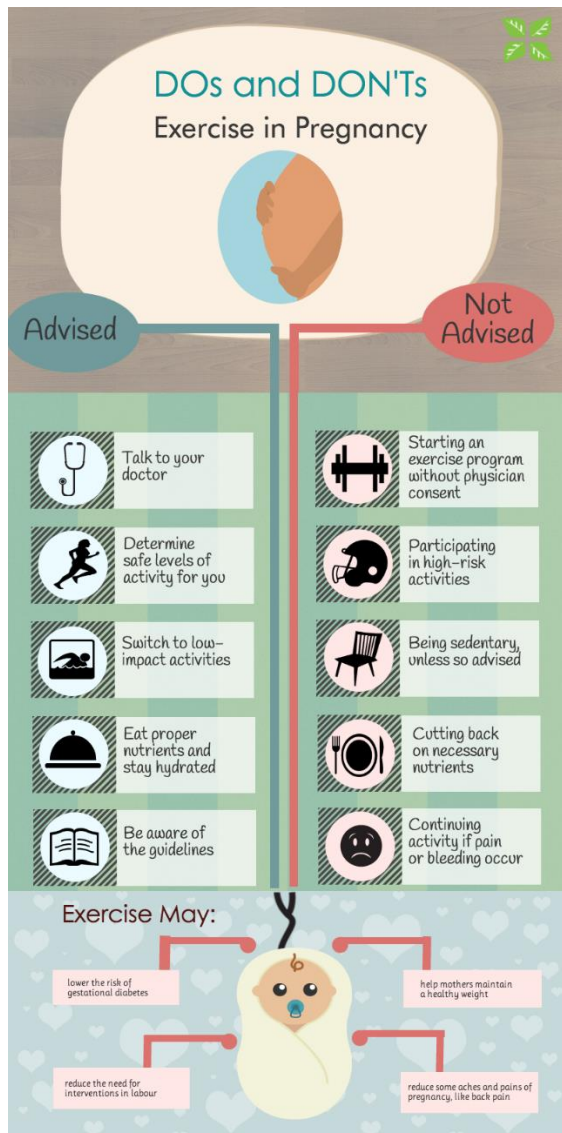 DOs and DON'Ts
Exercise in Pregnancy
Advised
Not
Advised
Talk to your
doctor
Determine
safe levels of
activity for you
Switch to low-
impact activities
Eat proper
nutrients and
stay hydrated
Be aware of
the guidelines
Starting an
exercise program
without physician
consent
Participating
in high-risk
activities
Being sedentary,
unless so advised
Cutting back
on necessary
nutrients
Continuing
activity if pain
or bleeding occur
Exercise May:
lower the risk of
gestational diabetes
help mothers maintain
a healthy weight
reduce the need for
interventions in labour
reduce some aches and pains of
pregnancy, like back pain